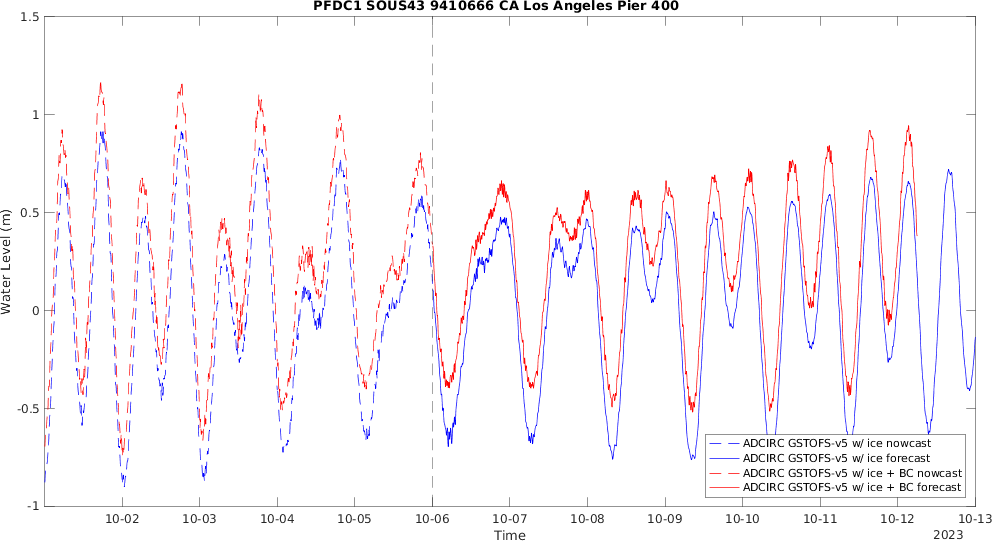 PFDC1 SOUS43 9410666 CA Los Angeles Pier 400
1.5
1
0.5
0
-0.5
-1
Water Level (m)
10-02 10-03 10-04 10-05 10-06 10-07 10-08 10-09 10-10 10-11 10-12 10-13
Time
2023
ADCIRC GSTOFS-v5 w/ ice nowcast
ADCIRC GSTOFS-v5 w/ ice forecast
ADCIRC GSTOFS-v5 w/ ice + BC nowcast
ADCIRC GSTOFS-v5 w/ ice + BC forecast